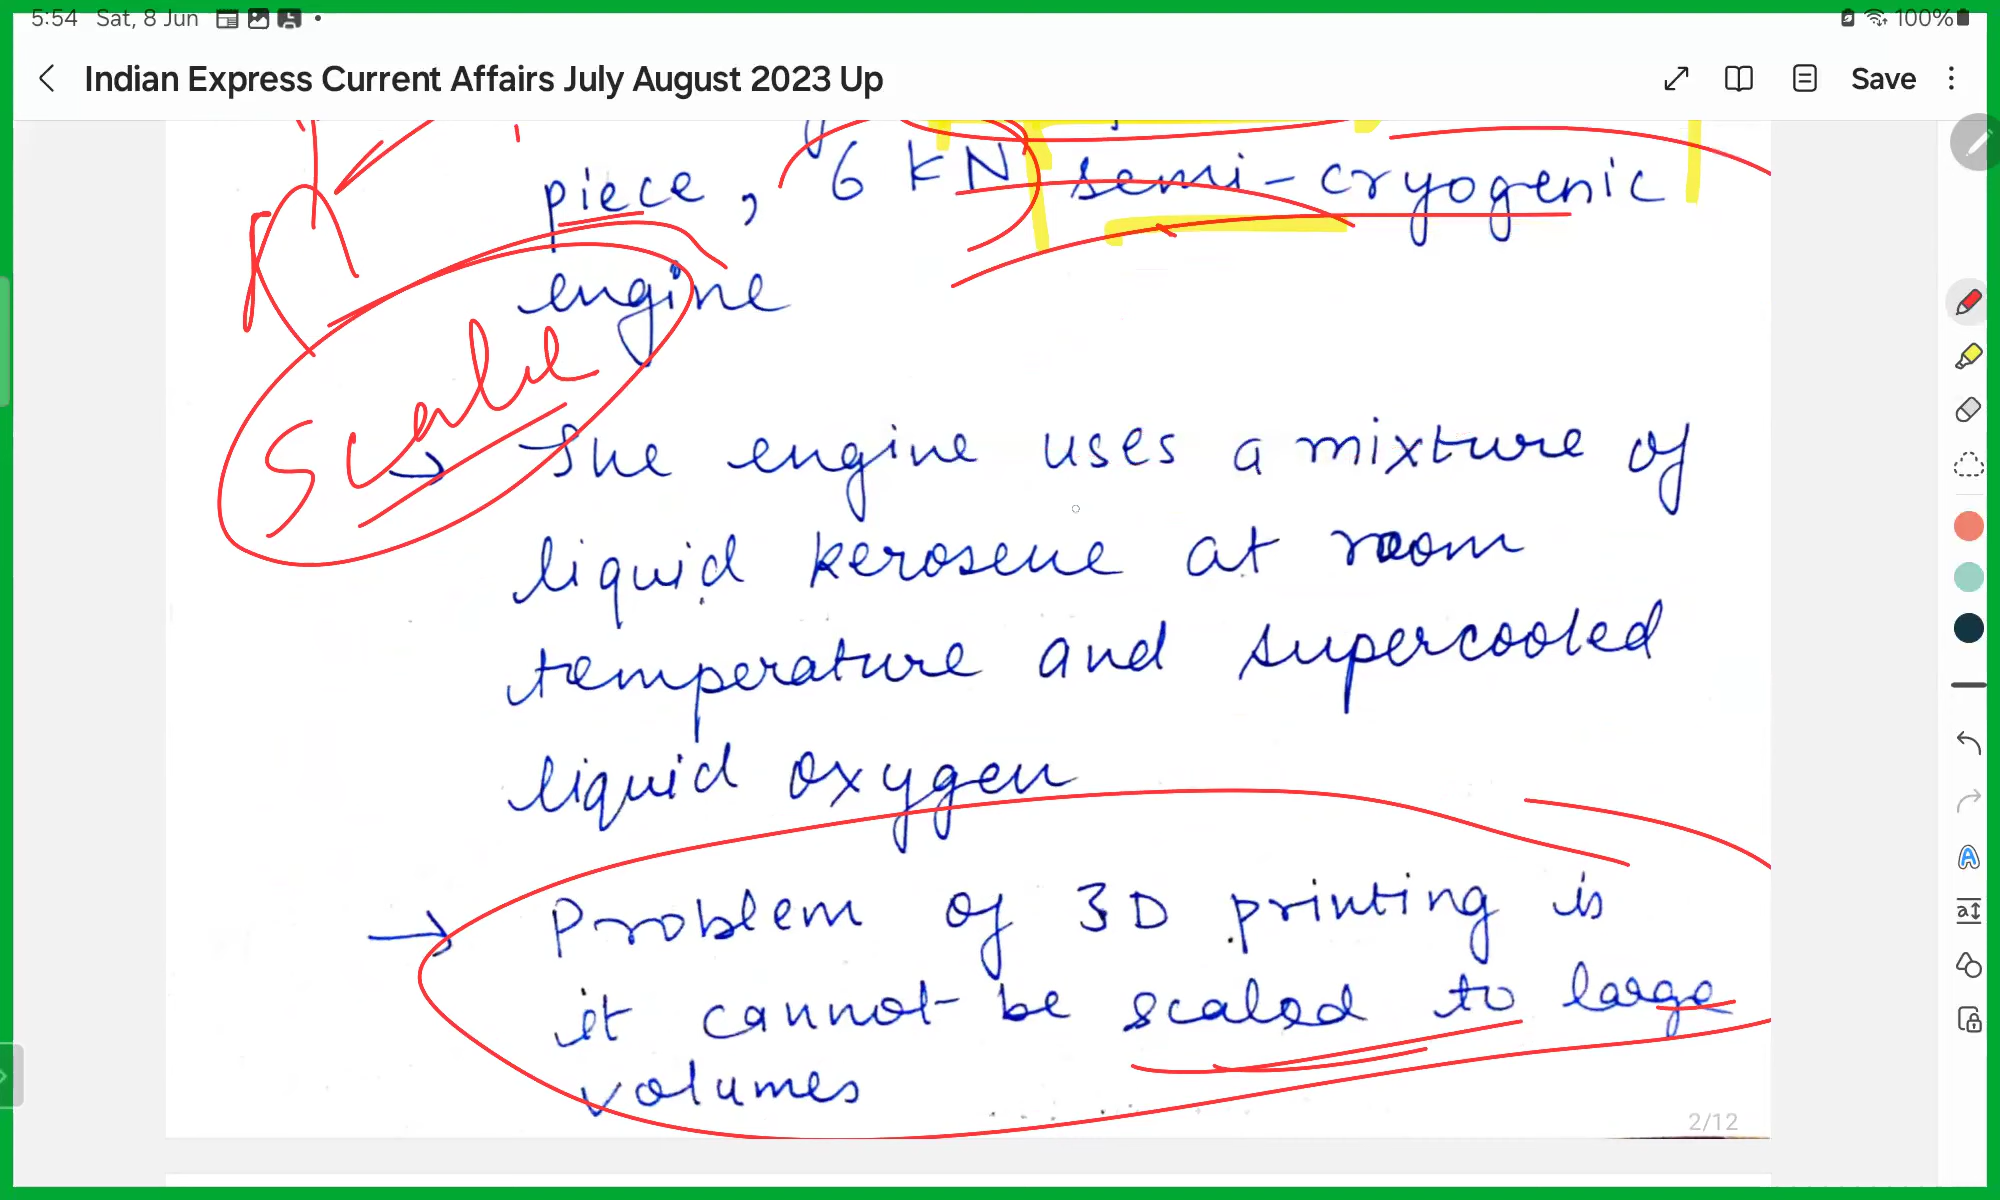 5:54 Sat, 8 Jun
100%
Indian Express Current Affairs July August 2023 Up
Save
piece, 6 kN semi-cryogenic
engine
→ The engine uses a mixture of
liquid kerosene at room
temperature and supercooled
liquid oxygen
→ Problem of 3D printing is
it cannot be scaled to large
volumes
2/12